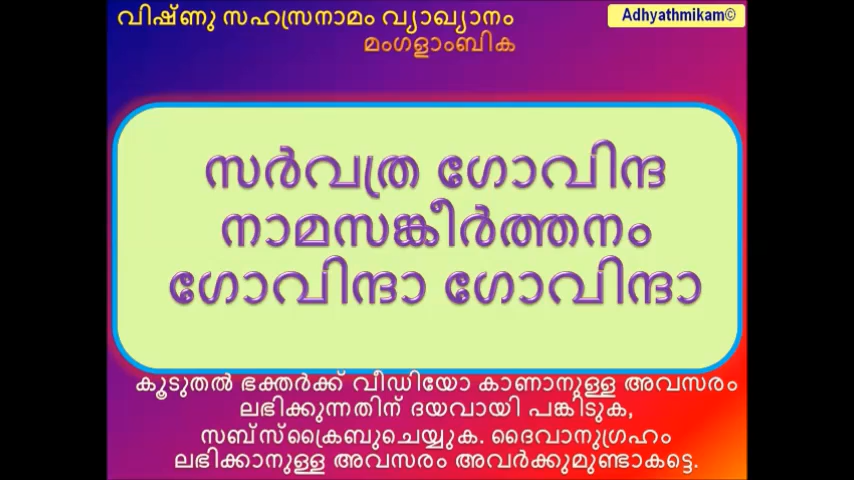 വിഷ്ണു സഹസ്രനാമം വ്യാഖ്യാനം
Adhyathmikam©
മംഗളാംബിക
സർവത്ര ഗോവിന്ദ
നാമസങ്കീർത്തനം
ഗോവിന്ദാ ഗോവിന്ദാ
കൂടുതൽ ഭക്തർക്ക് വീഡിയോ കാണാനുള്ള അവസരം
ലഭിക്കുന്നതിന് ദയവായി പങ്കിടുക,
സബ്സ്ക്രൈബുചെയ്യുക. ദൈവാനുഗ്രഹം
ലഭിക്കാനുള്ള അവസരം അവർക്കുമുണ്ടാകട്ടെ.